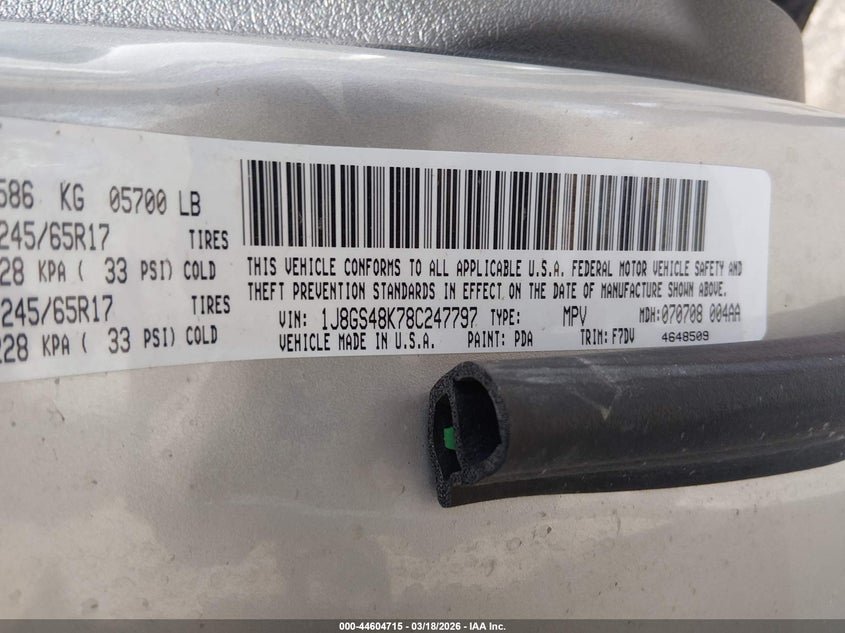 586 KG 05700 LB
245/65R17 TIRES
28 KPA ( 33 PSI) COLD
245/65R17 TIRES
228 KPA ( 33 PSI) COLD
THIS VEHICLE CONFORMS TO ALL APPLICABLE U.S.A. FEDERAL MOTOR VEHICLE SAFETY AND
THEFT PREVENTION STANDARDS IN EFFECT ON THE DATE OF MANUFACTURE SHOWN ABOVE.
VIN: 1J8GS48K78C247797 TYPE: MPV MDH: 070708 004AA
VEHICLE MADE IN U.S.A. PAINT: PDA TRIM: F7DV 4648509
000-44604715 — 03/18/2026 — IAA Inc.